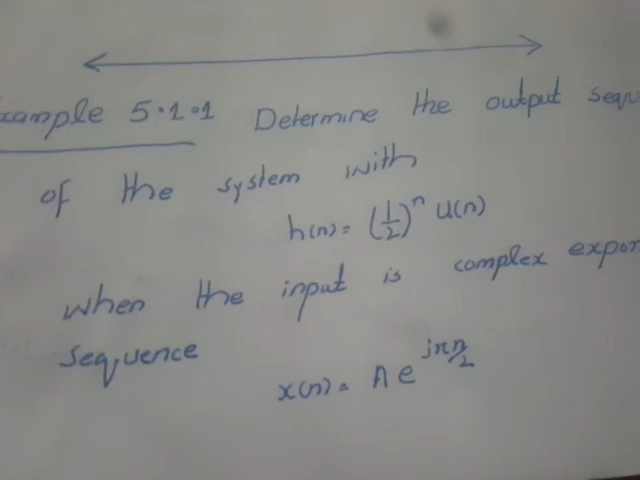 xample 5.1.1 Determine the output sequ
of the system with
h(n) = (1/2)^n u(n)
when the input is complex expon
sequence
x(n) = A e^{jπn/2}